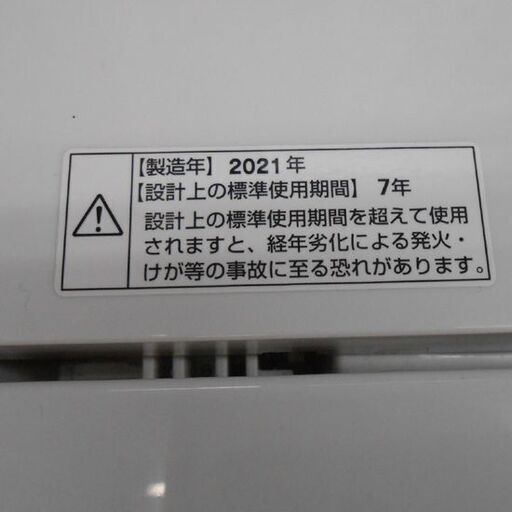 【製造年】 2021年
【設計上の標準使用期間】 7年
設計上の標準使用期間を超えて使用
されますと、経年劣化による発火・
けが等の事故に至る恐れがあります。